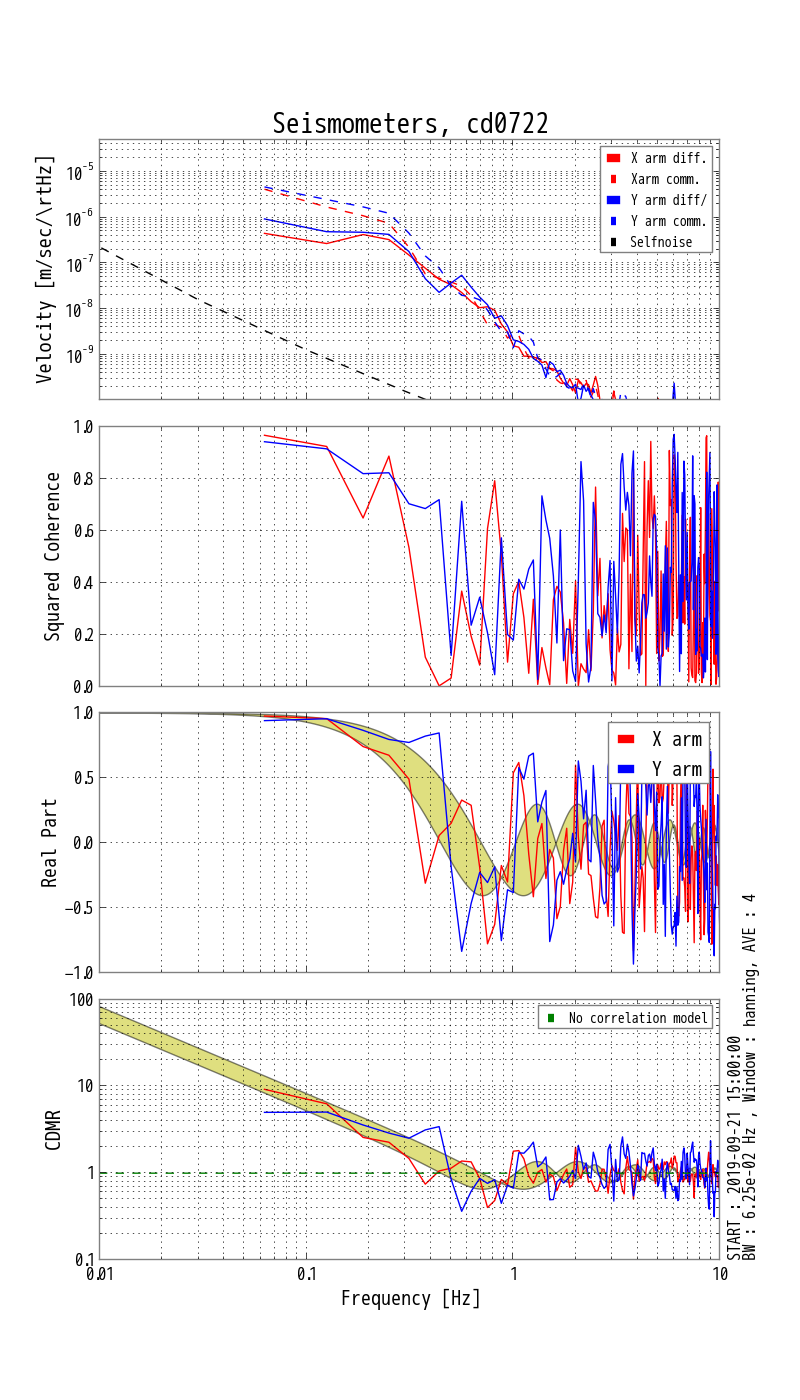 Seismometers, cd0722
Velocity [m/sec/\rtHz]
10^-5
10^-6
10^-7
10^-8
10^-9
X arm diff.
Xarm comm.
Y arm diff/
Y arm comm.
Selfnoise
Squared Coherence
1.0
0.8
0.6
0.4
0.2
0.0
Real Part
1.0
0.5
0.0
−0.5
−1.0
X arm
Y arm
CDMR
100
10
1
0.1
No correlation model
0.01
0.1
1
10
Frequency [Hz]
START : 2019-09-21 15:00:00
BW : 6.25e-02 Hz , Window : hanning, AVE : 4